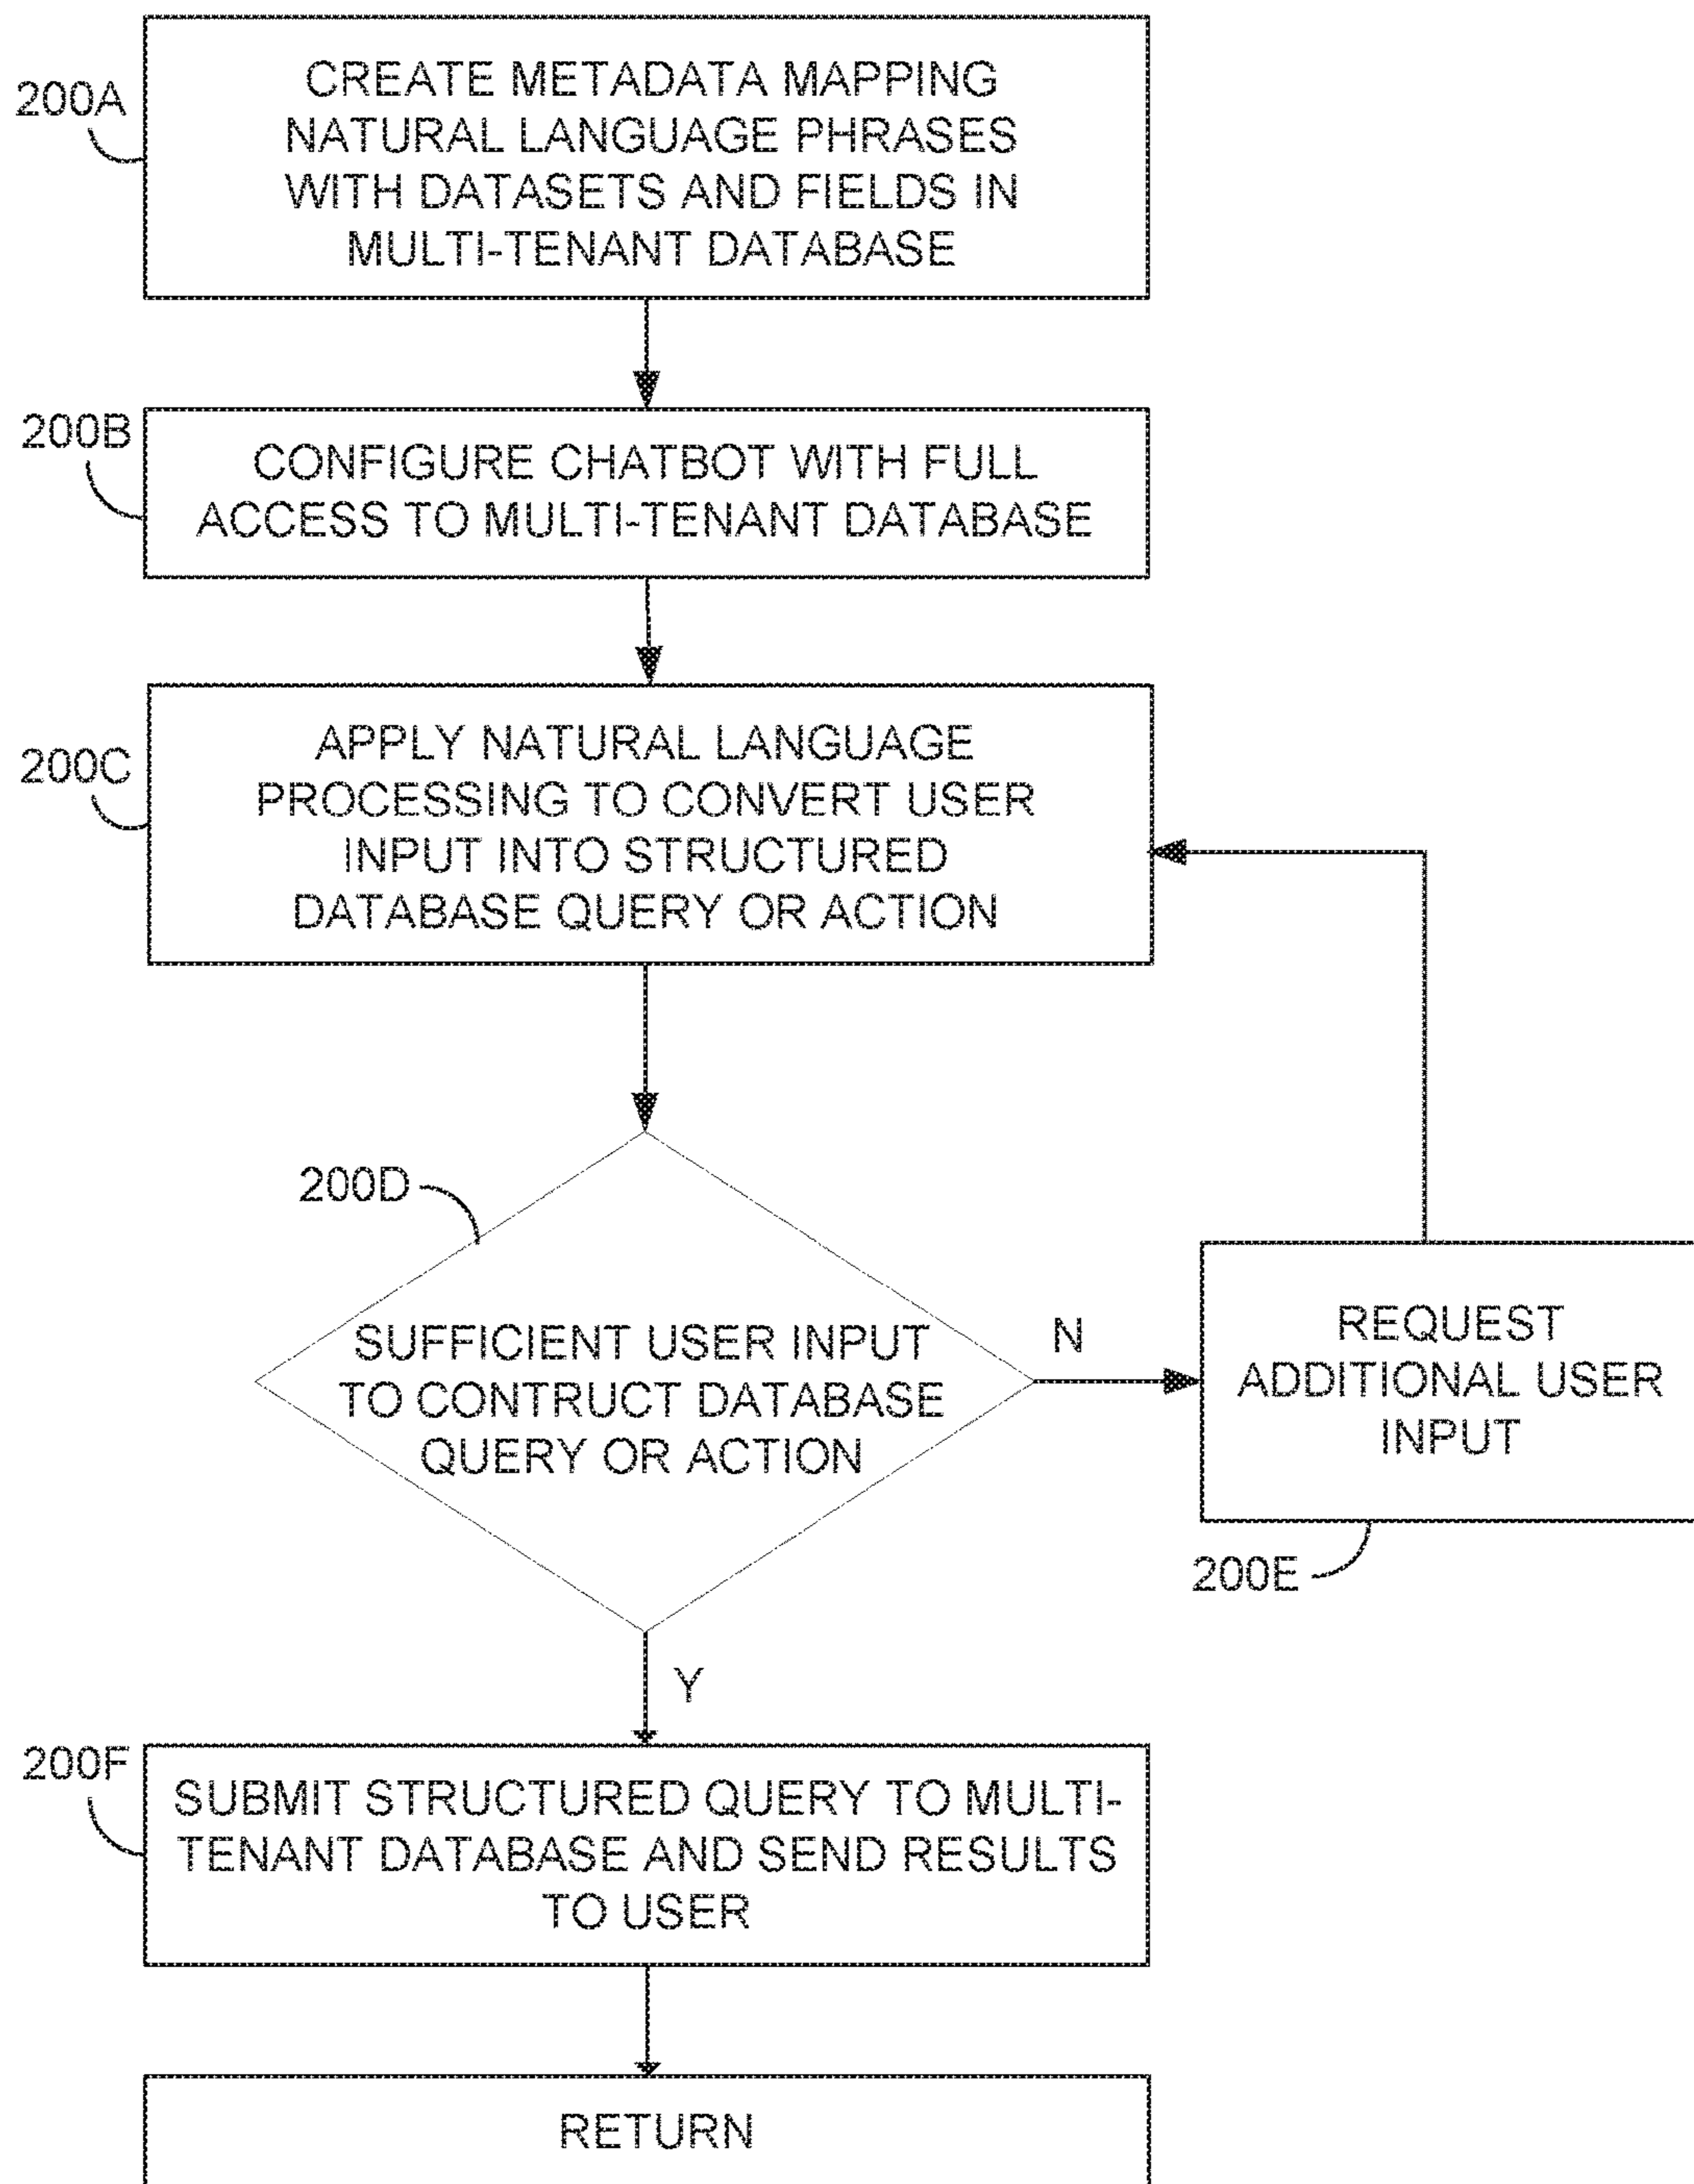 200A
CREATE METADATA MAPPING
NATURAL LANGUAGE PHRASES
WITH DATASETS AND FIELDS IN
MULTI-TENANT DATABASE
200B
CONFIGURE CHATBOT WITH FULL
ACCESS TO MULTI-TENANT DATABASE
200C
APPLY NATURAL LANGUAGE
PROCESSING TO CONVERT USER
INPUT INTO STRUCTURED
DATABASE QUERY OR ACTION
200D
SUFFICIENT USER INPUT
TO CONTRUCT DATABASE
QUERY OR ACTION
N
REQUEST
ADDITIONAL USER
INPUT
200E
Y
200F
SUBMIT STRUCTURED QUERY TO MULTI-
TENANT DATABASE AND SEND RESULTS
TO USER
RETURN